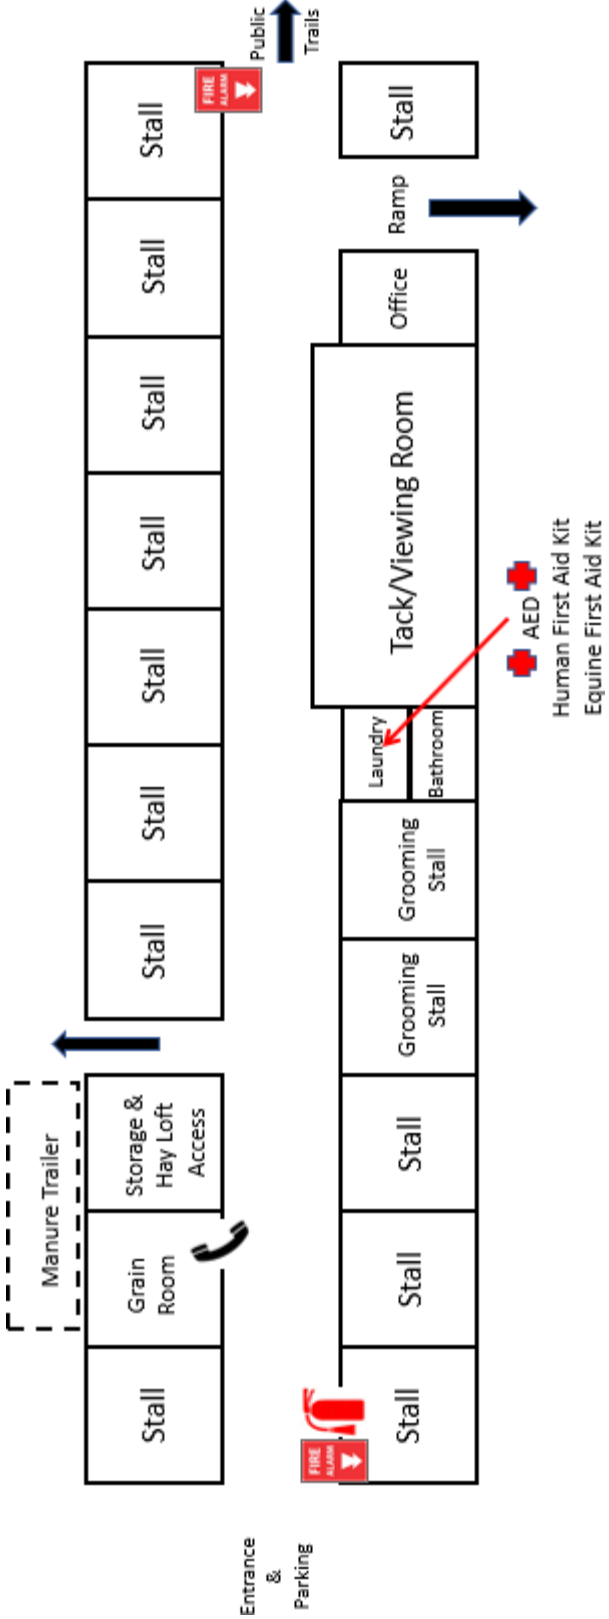 Manure Trailer
Stall
Grain
Room
Storage &
Hay Loft
Access
Stall
Stall
Stall
Stall
Stall
Stall
Stall
FIRE
ALARM
Entrance
&
Parking
Public
Trails
FIRE
ALARM
Stall
Stall
Stall
Grooming
Stall
Grooming
Stall
Laundry
Bathroom
Tack/Viewing Room
Office
Ramp
Stall
AED
Human First Aid Kit
Equine First Aid Kit